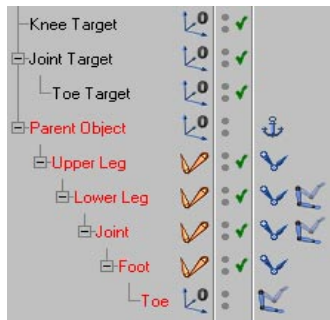 Knee Target
Joint Target
Toe Target
Parent Object
Upper Leg
Lower Leg
Joint
Foot
Toe